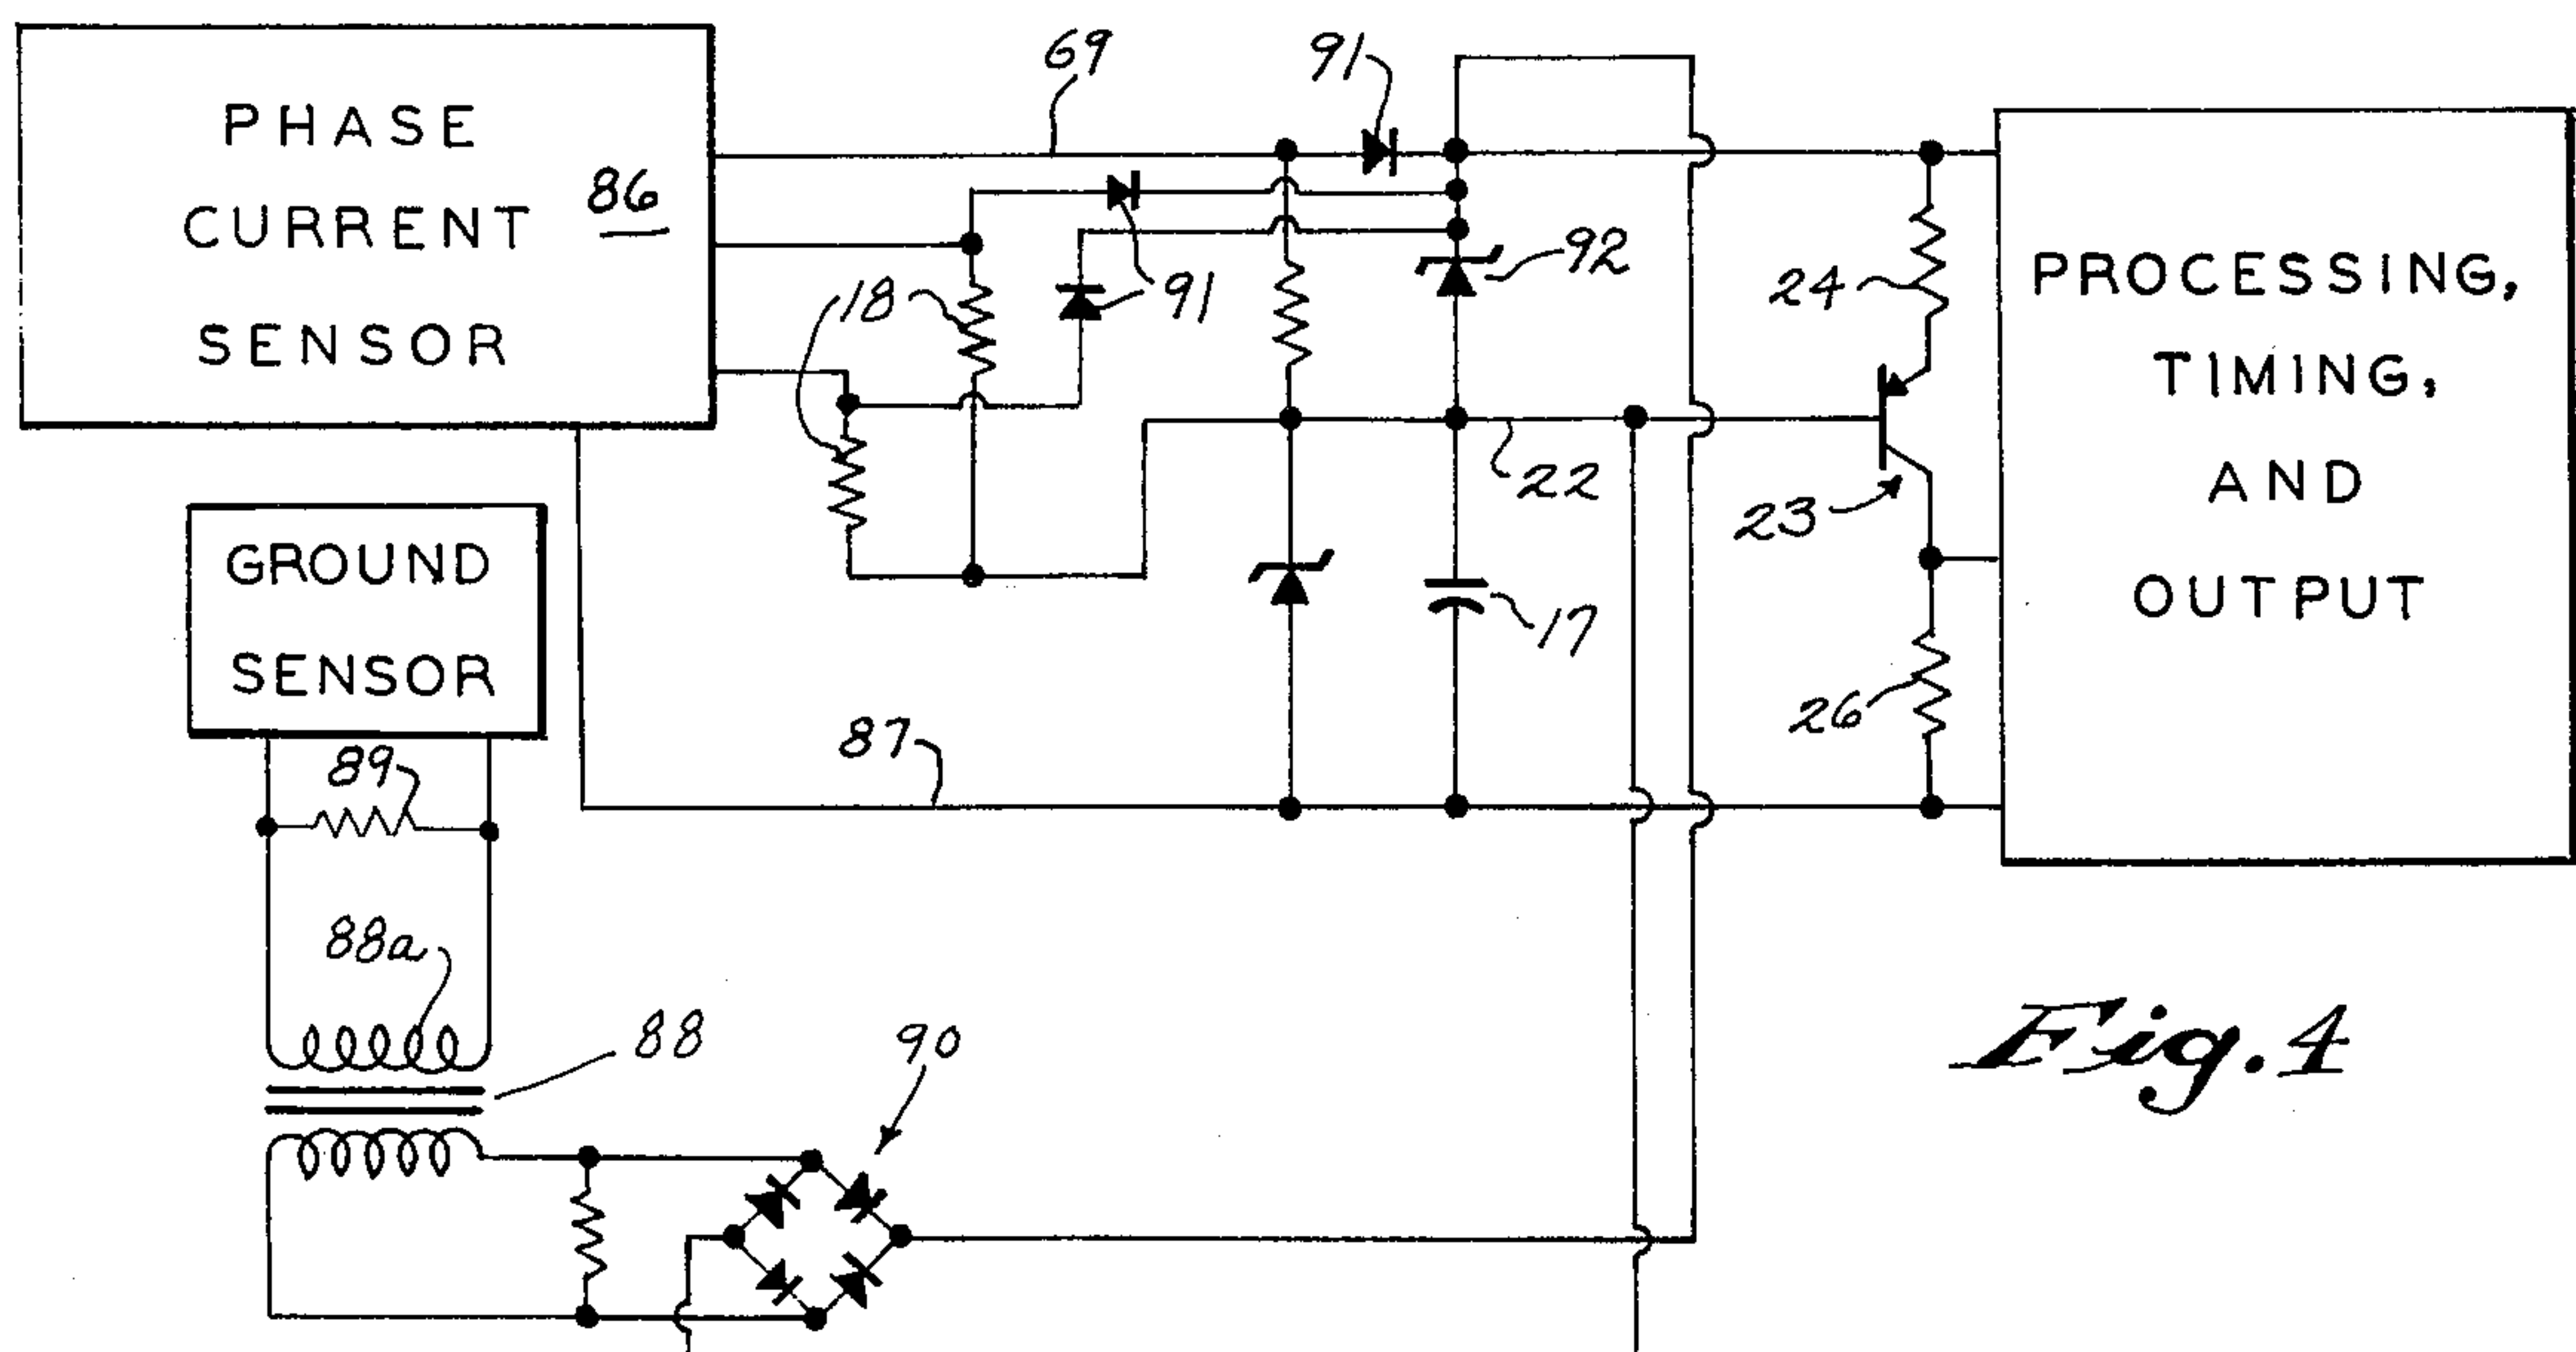 PHASE
CURRENT
SENSOR
86
69
91
92
18
91
24
PROCESSING,
TIMING,
AND
OUTPUT
22
23
GROUND
SENSOR
17
26
87
89
88a
88
90
Fig. 4